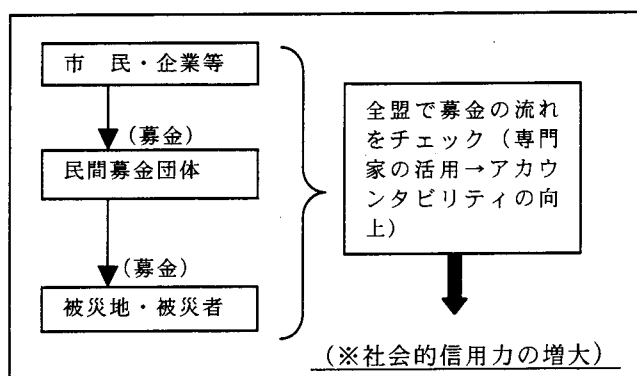 市 民・企業等
(募金)
民間募金団体
(募金)
被災地・被災者
全盟で募金の流れ
をチェック(専門
家の活用→アカウ
ンタビリティの向
上)
(※社会的信用力の増大)